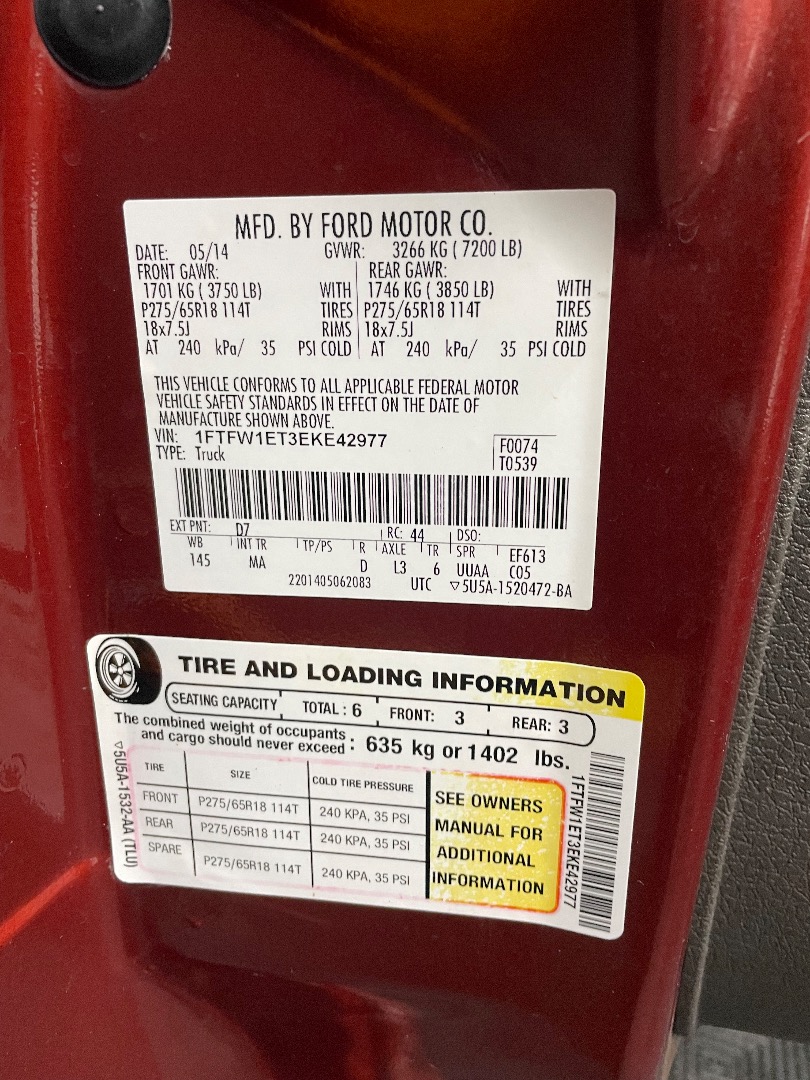 MFD. BY FORD MOTOR CO.
DATE: 05/14 GVWR: 3266 KG ( 7200 LB)
FRONT GAWR: REAR GAWR:
1701 KG ( 3750 LB) WITH 1746 KG ( 3850 LB) WITH
P275/65R18 114T TIRES P275/65R18 114T TIRES
18x7.5J RIMS 18x7.5J RIMS
AT 240 kPa/ 35 PSI COLD AT 240 kPa/ 35 PSI COLD
THIS VEHICLE CONFORMS TO ALL APPLICABLE FEDERAL MOTOR
VEHICLE SAFETY STANDARDS IN EFFECT ON THE DATE OF
MANUFACTURE SHOWN ABOVE.
VIN: 1FTFW1ET3EKE42977
TYPE: Truck
F0074
T0539
EXT PNT: D7 RC: 44 DSO:
WB INT TR TP/PS R AXLE TR SPR EF613
145 MA D L3 6 UUAA C05
2201405062083 UTC ▽5U5A-1520472-BA
TIRE AND LOADING INFORMATION
SEATING CAPACITY TOTAL : 6 FRONT: 3 REAR: 3
The combined weight of occupants
and cargo should never exceed : 635 kg or 1402 lbs.
TIRE SIZE COLD TIRE PRESSURE
FRONT P275/65R18 114T 240 KPA, 35 PSI
REAR P275/65R18 114T 240 KPA, 35 PSI
SPARE P275/65R18 114T 240 KPA, 35 PSI
SEE OWNERS
MANUAL FOR
ADDITIONAL
INFORMATION
▽5U5A-1532-AA (TLU)
1FTFW1ET3EKE42977